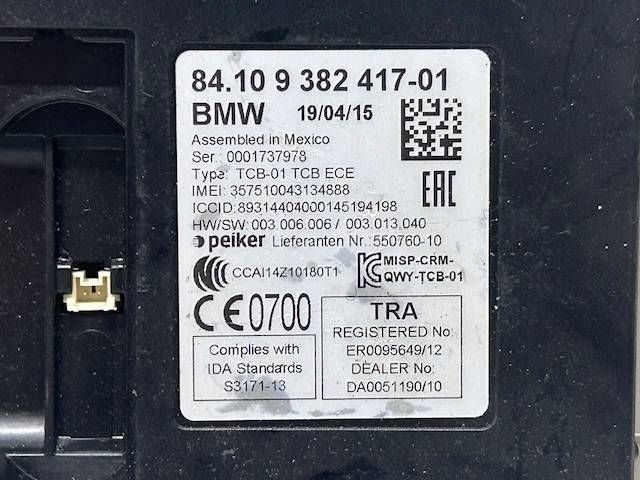 84.10 9 382 417-01
BMW 19/04/15
Assembled in Mexico
Ser.: 0001737978
Type: TCB-01 TCB ECE
IMEI: 357510043134888
ICCID:89314404000145194198
HW/SW: 003.006.006 / 003.013.040
peiker Lieferanten Nr.: 550760-10
EAC
CCAI14Z10180T1
MISP-CRM-
QWY-TCB-01
CE0700
Complies with
IDA Standards
S3171-13
TRA
REGISTERED No:
ER0095649/12
DEALER No:
DA0051190/10